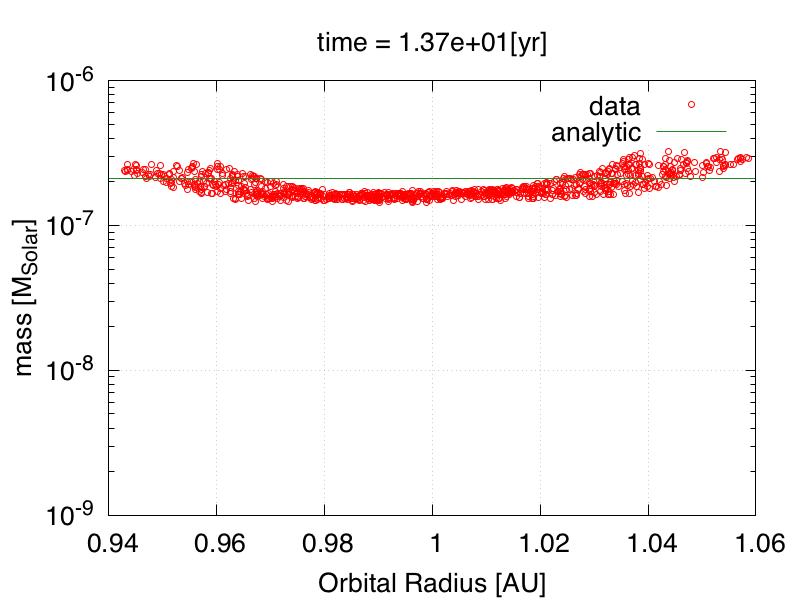 time = 1.37e+01[yr]
10-6
data
analytic
10-7
mass [MSolar]
10-8
10-9
0.94 0.96 0.98 1 1.02 1.04 1.06
Orbital Radius [AU]